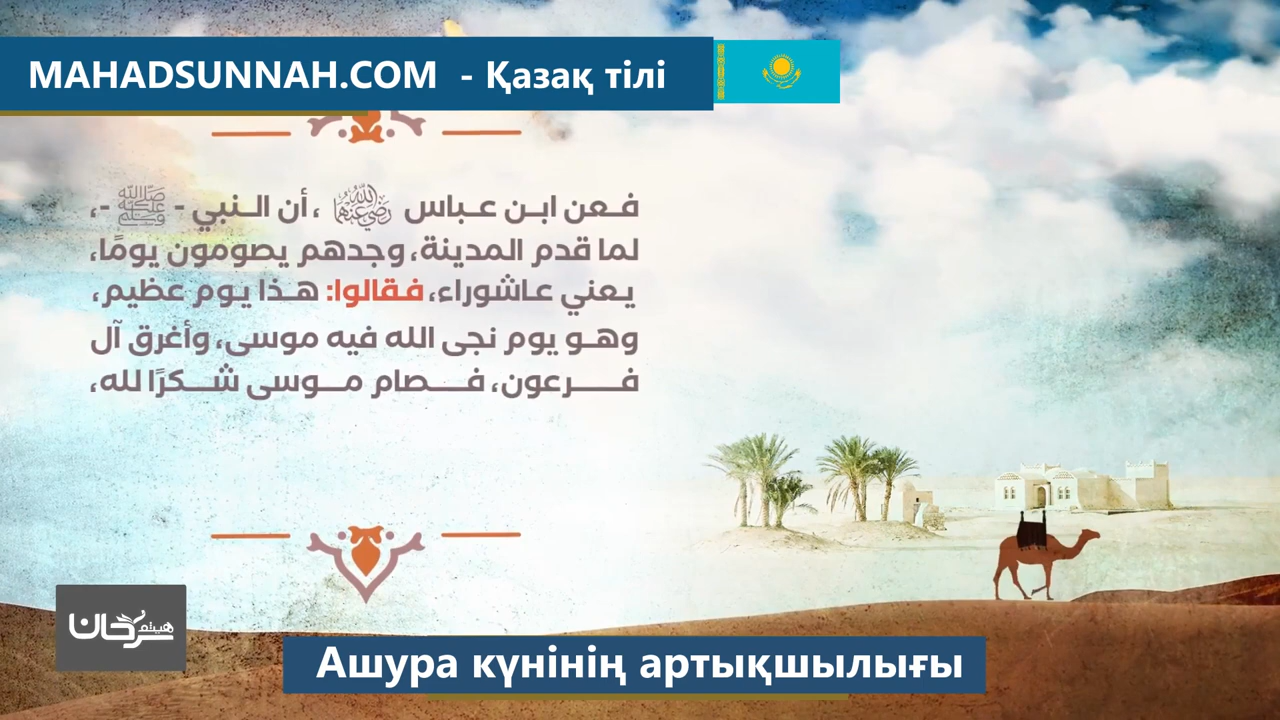 MAHADSUNNAH.COM - Қазақ тілі
فعن ابن عباس رضي الله عنهما، أن النبي - ﷺ -،
لما قدم المدينة، وجدهم يصومون يومًا،
يعني عاشوراء، فقالوا: هذا يوم عظيم،
وهو يوم نجى الله فيه موسى، وأغرق آل
فرعون، فصام موسى شكرًا لله،
هيثم سرحان
Ашура күнінің артықшылығы